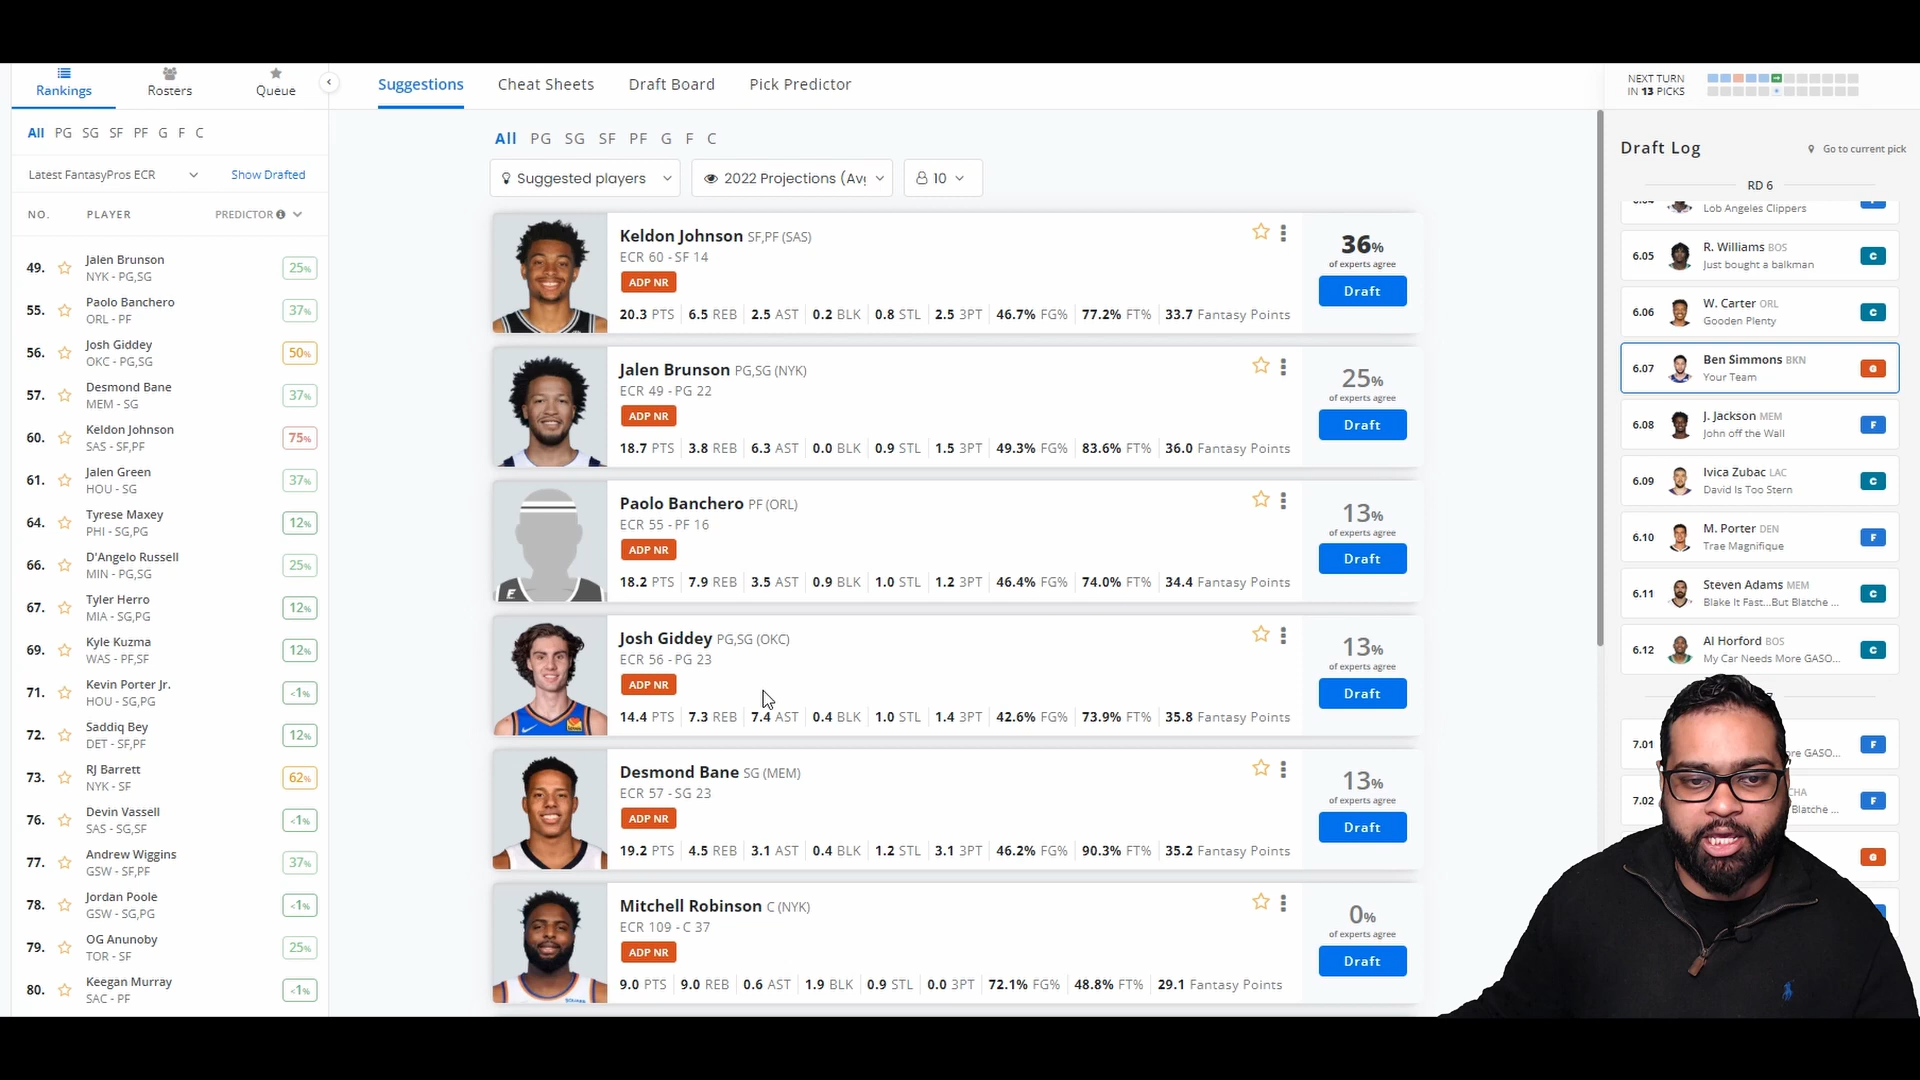 Rankings
Rosters
Queue
All PG SG SF PF G F C
Latest FantasyPros ECR
Show Drafted
NO. PLAYER PREDICTOR
49. Jalen Brunson
NYK - PG,SG
25%
55. Paolo Banchero
ORL - PF
37%
56. Josh Giddey
OKC - PG,SG
50%
57. Desmond Bane
MEM - SG
37%
60. Keldon Johnson
SAS - SF,PF
75%
61. Jalen Green
HOU - SG
37%
64. Tyrese Maxey
PHI - SG,PG
12%
66. D'Angelo Russell
MIN - PG,SG
25%
67. Tyler Herro
MIA - SG,PG
12%
69. Kyle Kuzma
WAS - PF,SF
12%
71. Kevin Porter Jr.
HOU - SG,PG
<1%
72. Saddiq Bey
DET - SF,PF
12%
73. RJ Barrett
NYK - SF
62%
76. Devin Vassell
SAS - SG,SF
<1%
77. Andrew Wiggins
GSW - SF,PF
37%
78. Jordan Poole
GSW - SG,PG
<1%
79. OG Anunoby
TOR - SF
25%
80. Keegan Murray
SAC - PF
<1%
Suggestions Cheat Sheets Draft Board Pick Predictor
All PG SG SF PF G F C
Suggested players
2022 Projections (Av
10
Keldon Johnson SF,PF (SAS)
ECR 60 - SF 14
ADP NR
20.3 PTS 6.5 REB 2.5 AST 0.2 BLK 0.8 STL 2.5 3PT 46.7% FG% 77.2% FT% 33.7 Fantasy Points
36%
of experts agree
Draft
Jalen Brunson PG,SG (NYK)
ECR 49 - PG 22
ADP NR
18.7 PTS 3.8 REB 6.3 AST 0.0 BLK 0.9 STL 1.5 3PT 49.3% FG% 83.6% FT% 36.0 Fantasy Points
25%
of experts agree
Draft
Paolo Banchero PF (ORL)
ECR 55 - PF 16
ADP NR
18.2 PTS 7.9 REB 3.5 AST 0.9 BLK 1.0 STL 1.2 3PT 46.4% FG% 74.0% FT% 34.4 Fantasy Points
13%
of experts agree
Draft
Josh Giddey PG,SG (OKC)
ECR 56 - PG 23
ADP NR
14.4 PTS 7.3 REB 7.4 AST 0.4 BLK 1.0 STL 1.4 3PT 42.6% FG% 73.9% FT% 35.8 Fantasy Points
13%
of experts agree
Draft
Desmond Bane SG (MEM)
ECR 57 - SG 23
ADP NR
19.2 PTS 4.5 REB 3.1 AST 0.4 BLK 1.2 STL 3.1 3PT 46.2% FG% 90.3% FT% 35.2 Fantasy Points
13%
of experts agree
Draft
Mitchell Robinson C (NYK)
ECR 109 - C 37
ADP NR
9.0 PTS 9.0 REB 0.6 AST 1.9 BLK 0.9 STL 0.0 3PT 72.1% FG% 48.8% FT% 29.1 Fantasy Points
0%
of experts agree
Draft
NEXT TURN
IN 13 PICKS
Draft Log
Go to current pick
RD 6
Lob Angeles Clippers
6.05 R. Williams BOS
Just bought a balkman
C
6.06 W. Carter ORL
Gooden Plenty
C
6.07 Ben Simmons BKN
Your Team
G
6.08 J. Jackson MEM
John off the Wall
F
6.09 Ivica Zubac LAC
David Is Too Stern
C
6.10 M. Porter DEN
Trae Magnifique
F
6.11 Steven Adams MEM
Blake It Fast...But Blatche ...
C
6.12 Al Horford BOS
My Car Needs More GASO...
C
7.01
ore GASO...
F
7.02
CHA
Blatche ...
F
G